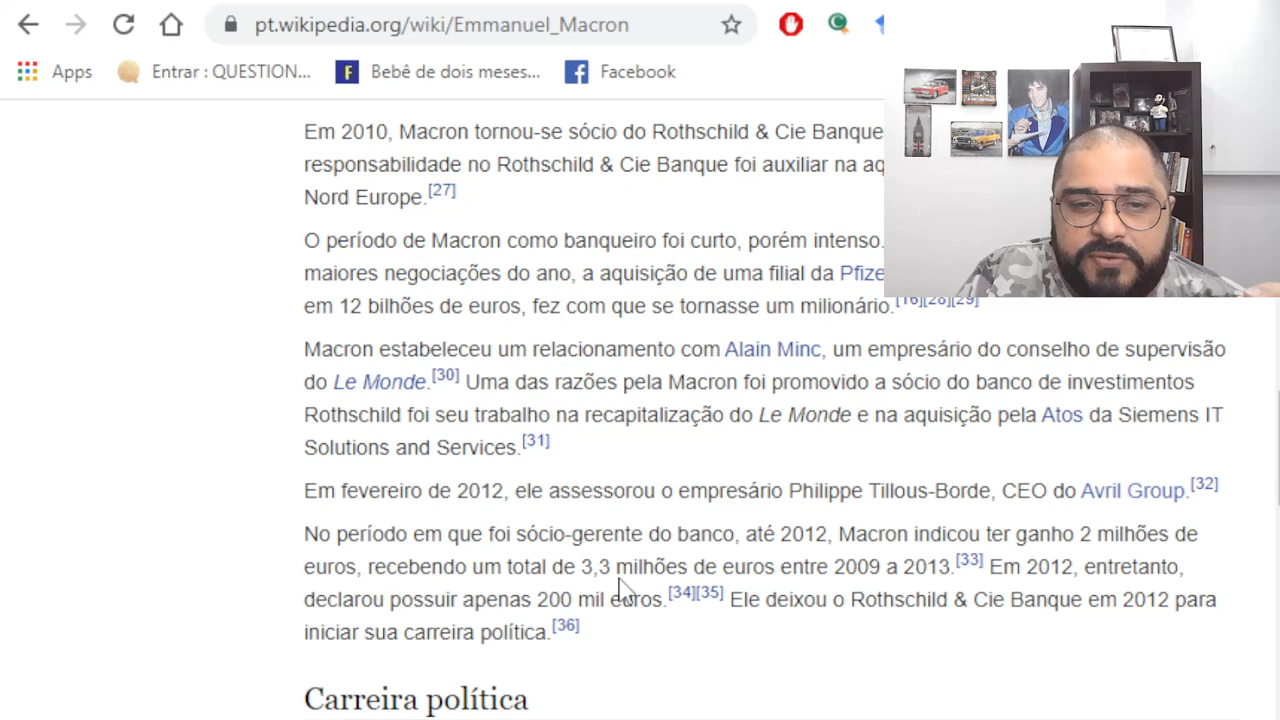 pt.wikipedia.org/wiki/Emmanuel_Macron
Apps Entrar : QUESTION... F Bebê de dois meses... Facebook
Em 2010, Macron tornou-se sócio do Rothschild & Cie Banque
responsabilidade no Rothschild & Cie Banque foi auxiliar na aq
Nord Europe.[27]
O período de Macron como banqueiro foi curto, porém intenso.
maiores negociações do ano, a aquisição de uma filial da Pfize
em 12 bilhões de euros, fez com que se tornasse um milionário.[16][28][29]
Macron estabeleceu um relacionamento com Alain Minc, um empresário do conselho de supervisão
do Le Monde.[30] Uma das razões pela Macron foi promovido a sócio do banco de investimentos
Rothschild foi seu trabalho na recapitalização do Le Monde e na aquisição pela Atos da Siemens IT
Solutions and Services.[31]
Em fevereiro de 2012, ele assessorou o empresário Philippe Tillous-Borde, CEO do Avril Group.[32]
No período em que foi sócio-gerente do banco, até 2012, Macron indicou ter ganho 2 milhões de
euros, recebendo um total de 3,3 milhões de euros entre 2009 a 2013.[33] Em 2012, entretanto,
declarou possuir apenas 200 mil euros.[34][35] Ele deixou o Rothschild & Cie Banque em 2012 para
iniciar sua carreira política.[36]
Carreira política